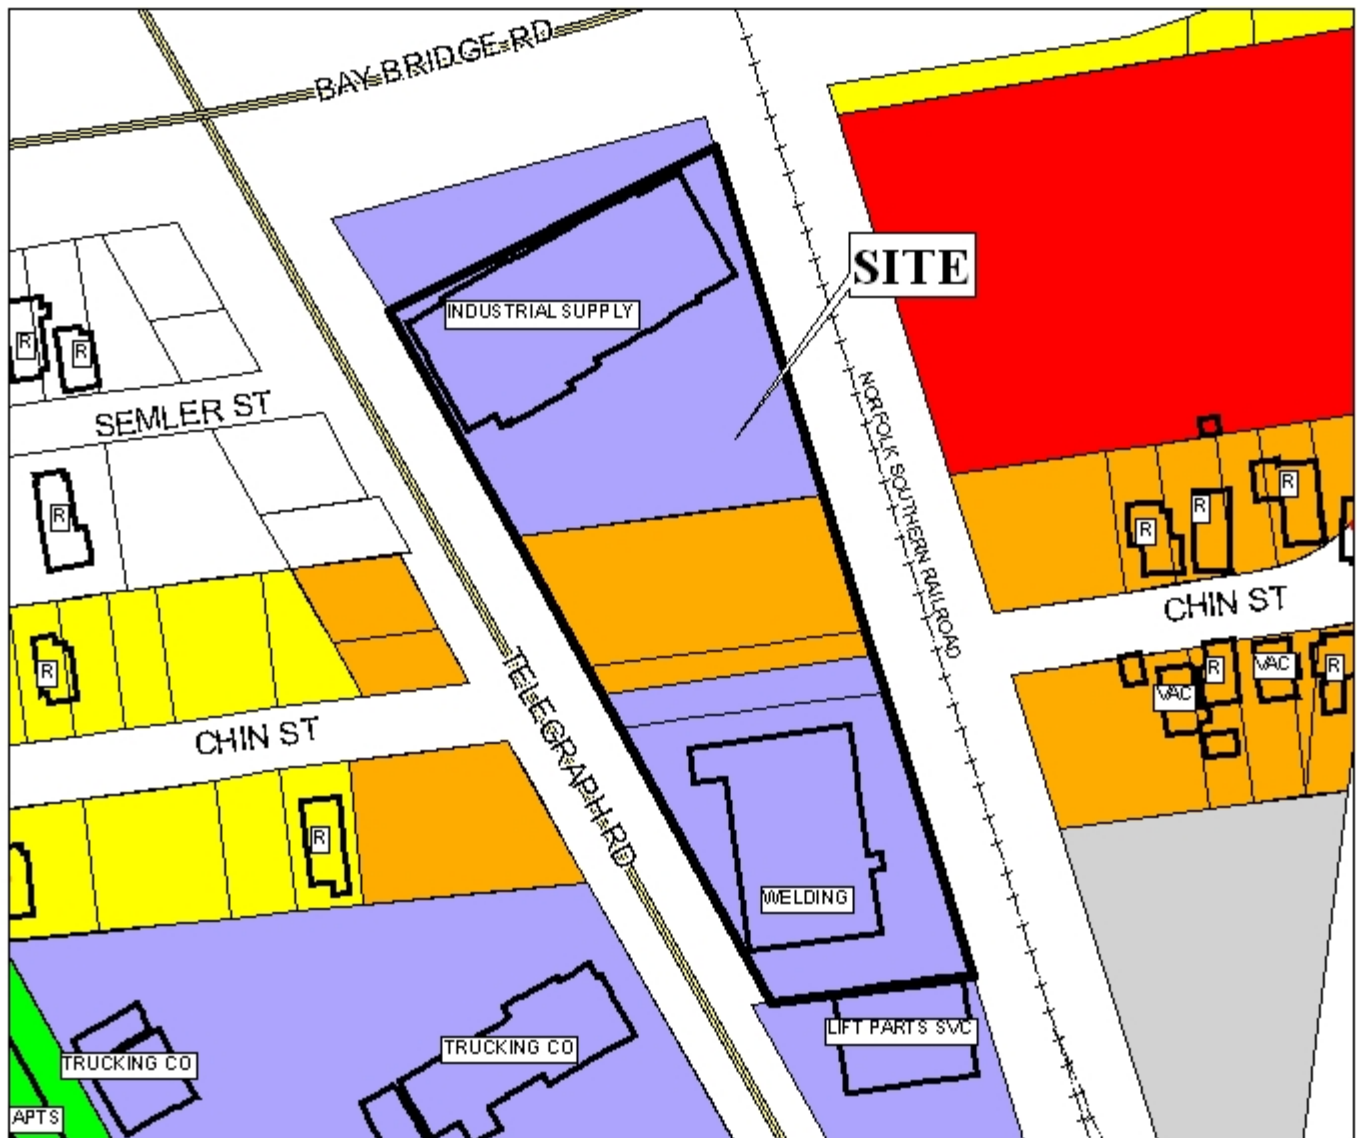 BAY BRIDGE RD
SITE
INDUSTRIAL SUPPLY
R
R
SEMLER ST
NORFOLK SOUTHERN RAILROAD
R
R
R
R
CHIN ST
R
TELEGRAPH RD
VAC
R
R
VAC
CHIN ST
R
WELDING
LIFT PARTS SVC
TRUCKING CO
TRUCKING CO
APTS